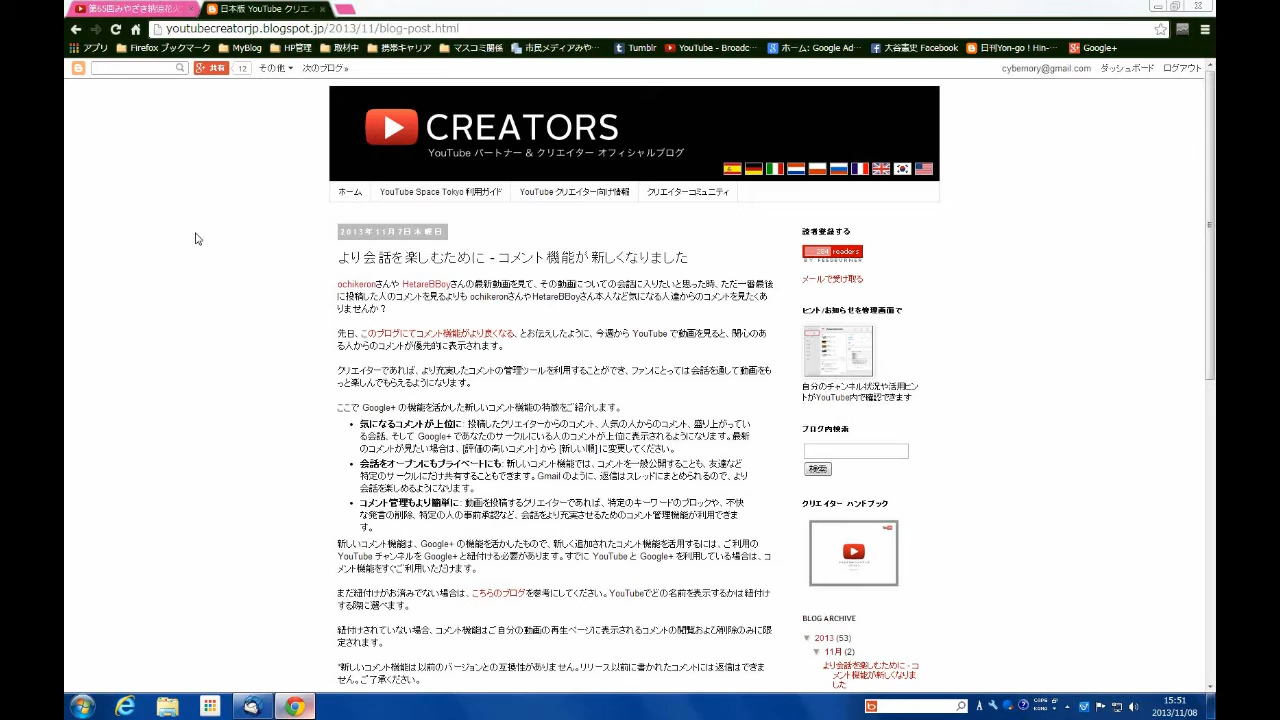 第65回みやざき納涼花火
日本版 YouTube クリエイ
youtubecreatorjp.blogspot.jp/2013/11/blog-post.html
アプリ Firefox ブックマーク MyBlog HP管理 取材中 携帯キャリア マスコミ関係 市民メディアみや… Tumblr YouTube - Broadc… ホーム: Google Ad… 大谷憲史 Facebook 日刊Yon-go！Hin-… Google+
共有 12 その他 次のブログ» cybernory@gmail.com ダッシュボード ログアウト
CREATORS
YouTube パートナー & クリエイター オフィシャルブログ
ホーム YouTube Space Tokyo 利用ガイド YouTube クリエイター向け情報 クリエイターコミュニティ
2013年11月7日木曜日
より会話を楽しむために - コメント機能が新しくなりました
ochikeronさんや HetareBBoyさんの最新動画を見て、その動画についての会話に入りたいと思った時、ただ一番最後
に投稿した人のコメントを見るよりも ochikeronさんやHetareBBoyさん本人など気になる人達からのコメントを見たくあ
りませんか？
先日、このブログにてコメント機能がより良くなる、とお伝えしたように、今週から YouTube で動画を見ると、関心のあ
る人からのコメントが優先的に表示されます。
クリエイターであれば、より充実したコメントの管理ツールを利用することができ、ファンにとっては会話を通して動画をも
っと楽しんでもらえるようになります。
ここで Google+ の機能を活かした新しいコメント機能の特徴をご紹介します。
• 気になるコメントが上位に: 投稿したクリエイターからのコメント、人気の人からのコメント、盛り上がってい
る会話、そして Google+ であなたのサークルにいる人のコメントが上位に表示されるようになります。最新
のコメントが見たい場合は、[評価の高いコメント] から [新しい順] に変更してください。
• 会話をオープンにもプライベートにも: 新しいコメント機能では、コメントを一般公開することも、友達など
特定のサークルにだけ共有することもできます。Gmail のように、返信はスレッドにまとめられるので、より
会話を楽しめるようになります。
• コメント管理もより簡単に: 動画を投稿するクリエイターであれば、特定のキーワードのブロックや、不快
な発言の削除、特定の人の事前承認など、会話をより充実させるためのコメント管理機能が利用できま
す。
新しいコメント機能は、Google+ の機能を活かしたもので、新しく追加されたコメント機能を活用するには、ご利用の
YouTube チャンネルを Google+ と紐付ける必要があります。すでに YouTube と Google+ を利用している場合は、コ
メント機能をすぐご利用いただけます。
まだ紐付けがお済みでない場合は、こちらのブログを参考にしてください。YouTubeでどの名前を表示するかは紐付け
する際に選べます。
紐付けされていない場合、コメント機能はご自分の動画の再生ページに表示されるコメントの閲覧および削除のみに限
定されます。
*新しいコメント機能は以前のバージョンとの互換性がありません。リリース以前に書かれたコメントには返信はできま
せん。ご了承ください。
読者登録する
284 readers
BY FEEDBURNER
メールで受け取る
ヒント/お知らせを管理画面で
自分のチャンネル状況や活用ヒン
トがYouTube内で確認できます
ブログ内検索
検索
クリエイター ハンドブック
BLOG ARCHIVE
▼ 2013 (53)
▼ 11月 (2)
より会話を楽しむために - コ
メント機能が新しくなりま
した
A CAPS KANA
15:51
2013/11/08